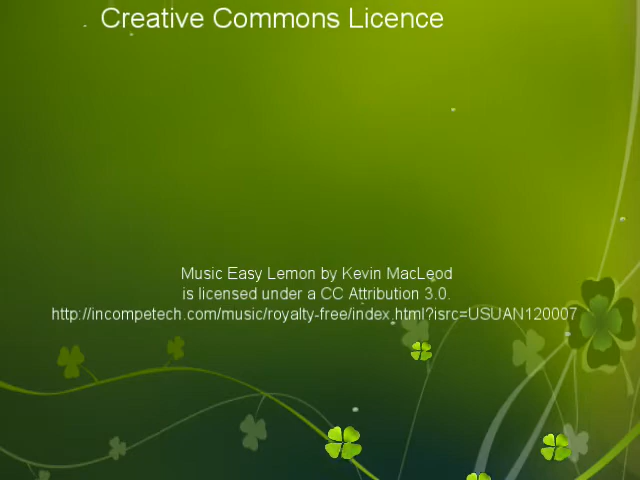 Creative Commons Licence
Music Easy Lemon by Kevin MacLeod
is licensed under a CC Attribution 3.0.
http://incompetech.com/music/royalty-free/index.html?isrc=USUAN120007